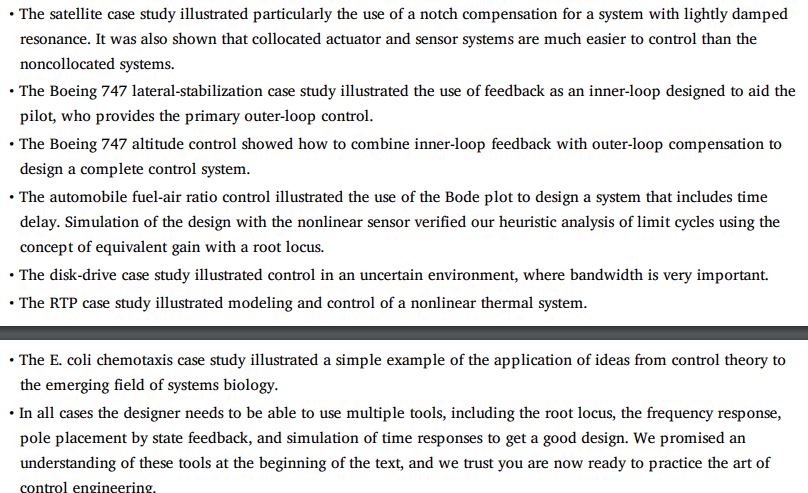 • The satellite case study illustrated particularly the use of a notch compensation for a system with lightly damped
resonance. It was also shown that collocated actuator and sensor systems are much easier to control than the
noncollocated systems.
• The Boeing 747 lateral-stabilization case study illustrated the use of feedback as an inner-loop designed to aid the
pilot, who provides the primary outer-loop control.
• The Boeing 747 altitude control showed how to combine inner-loop feedback with outer-loop compensation to
design a complete control system.
• The automobile fuel-air ratio control illustrated the use of the Bode plot to design a system that includes time
delay. Simulation of the design with the nonlinear sensor verified our heuristic analysis of limit cycles using the
concept of equivalent gain with a root locus.
• The disk-drive case study illustrated control in an uncertain environment, where bandwidth is very important.
• The RTP case study illustrated modeling and control of a nonlinear thermal system.
• The E. coli chemotaxis case study illustrated a simple example of the application of ideas from control theory to
the emerging field of systems biology.
• In all cases the designer needs to be able to use multiple tools, including the root locus, the frequency response,
pole placement by state feedback, and simulation of time responses to get a good design. We promised an
understanding of these tools at the beginning of the text, and we trust you are now ready to practice the art of
control engineering.